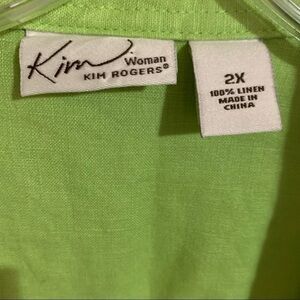 Kim Woman
KIM ROGERS®
2X
100% LINEN
MADE IN
CHINA